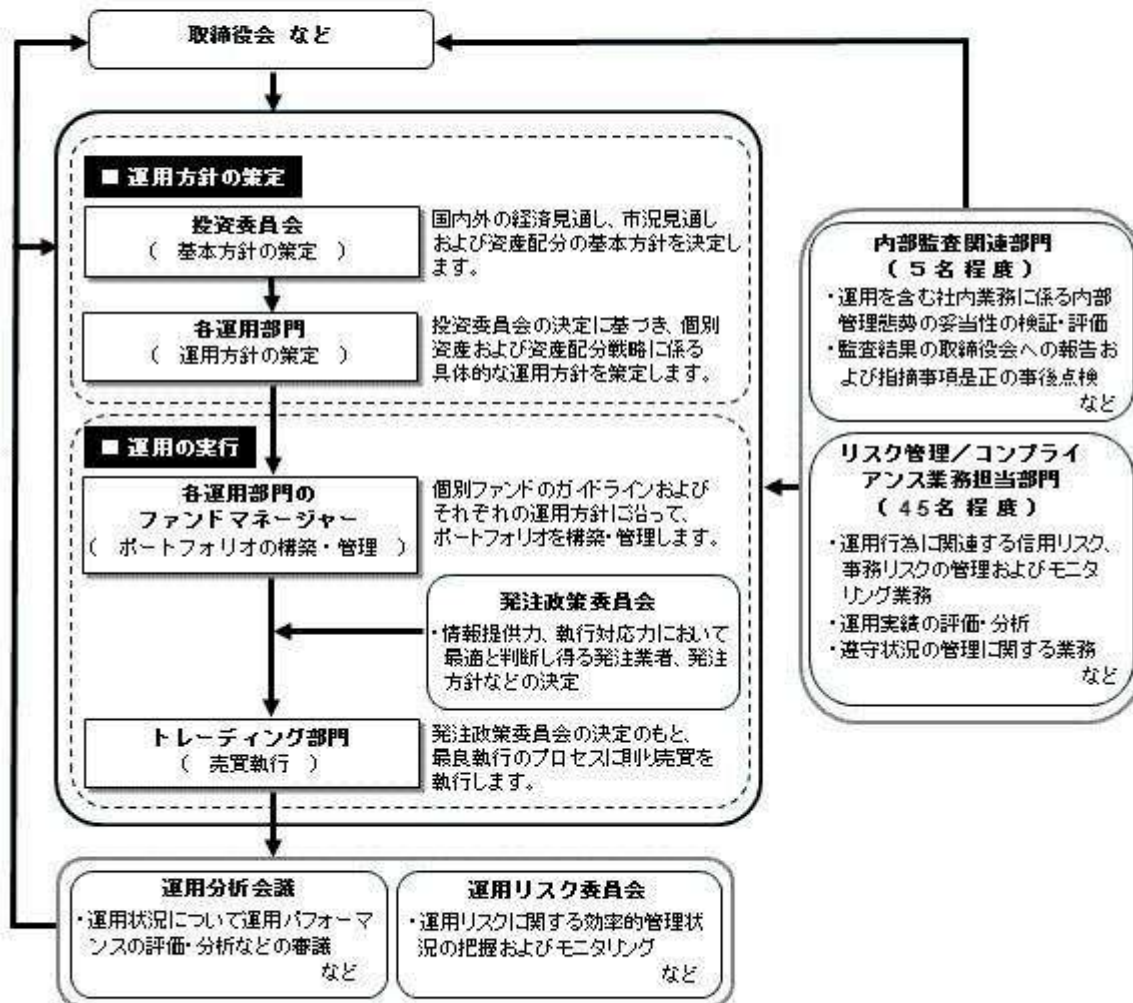 取締役会 など
■ 運用方針の策定
投資委員会
( 基本方針の策定 )
国内外の経済見通し、市況見通し
および資産配分の基本方針を決定し
ます。
各運用部門
( 運用方針の策定 )
投資委員会の決定に基づき、個別
資産および資産配分戦略に係る
具体的な運用方針を策定します。
■ 運用の実行
各運用部門の
ファンドマネージャー
( ポートフォリオの構築・管理 )
個別ファンドのガイドラインおよび
それぞれの運用方針に沿って、
ポートフォリオを構築・管理します。
発注政策委員会
・情報提供力、執行対応力において
最適と判断し得る発注業者、発注
方針などの決定
トレーディング部門
( 売買執行 )
発注政策委員会の決定のもと、
最良執行のプロセスに則り売買を
執行します。
運用分析会議
・運用状況について運用パフォーマ
ンスの評価・分析などの審議
など
運用リスク委員会
・運用リスクに関する効率的管理状
況の把握およびモニタリング
など
内部監査関連部門
( 5名程度 )
・運用を含む社内業務に係る内部
管理態勢の妥当性の検証・評価
・監査結果の取締役会への報告お
よび指摘事項是正の事後点検
など
リスク管理／コンプライ
アンス業務担当部門
( 45名程度 )
・運用行為に関連する信用リスク、
事務リスクの管理およびモニタ
リング業務
・運用実績の評価・分析
・遵守状況の管理に関する業務
など